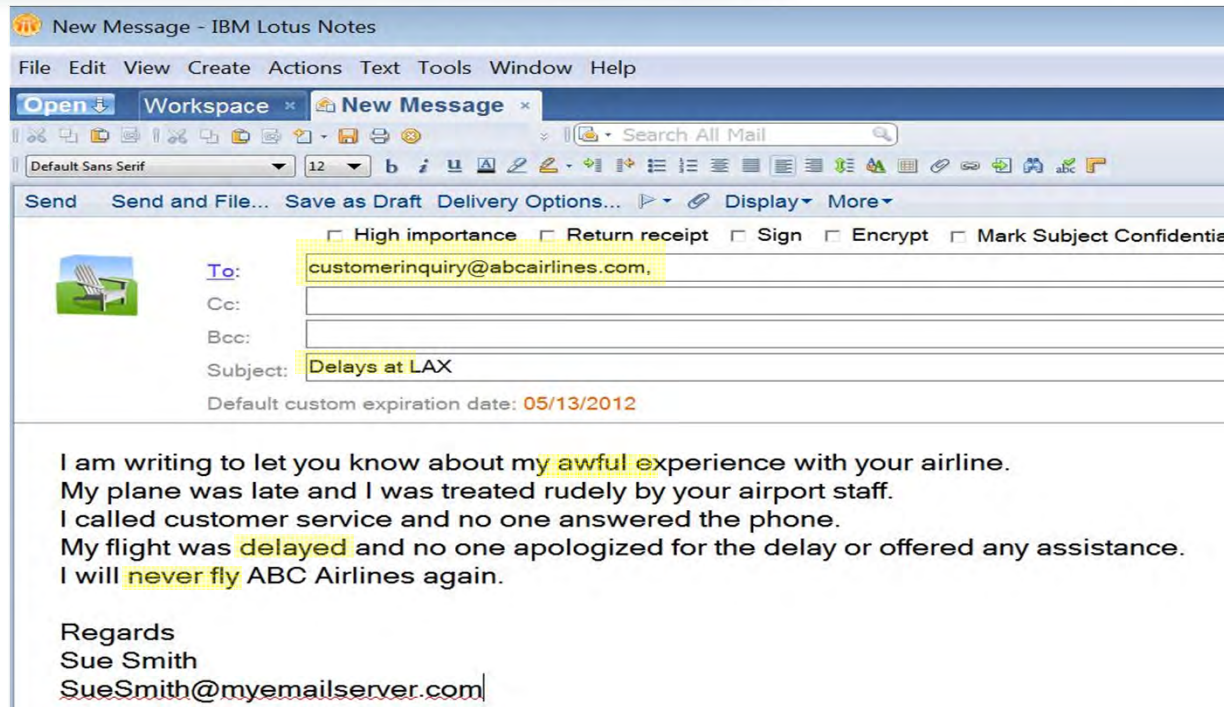 New Message - IBM Lotus Notes
File Edit View Create Actions Text Tools Window Help
Open Workspace × New Message ×
Search All Mail
Default Sans Serif 12 b i u A abc
Send Send and File... Save as Draft Delivery Options... Display More
High importance Return receipt Sign Encrypt Mark Subject Confidentia
To: customerinquiry@abcairlines.com,
Cc:
Bcc:
Subject: Delays at LAX
Default custom expiration date: 05/13/2012
I am writing to let you know about my awful experience with your airline.
My plane was late and I was treated rudely by your airport staff.
I called customer service and no one answered the phone.
My flight was delayed and no one apologized for the delay or offered any assistance.
I will never fly ABC Airlines again.
Regards
Sue Smith
SueSmith@myemailserver.com